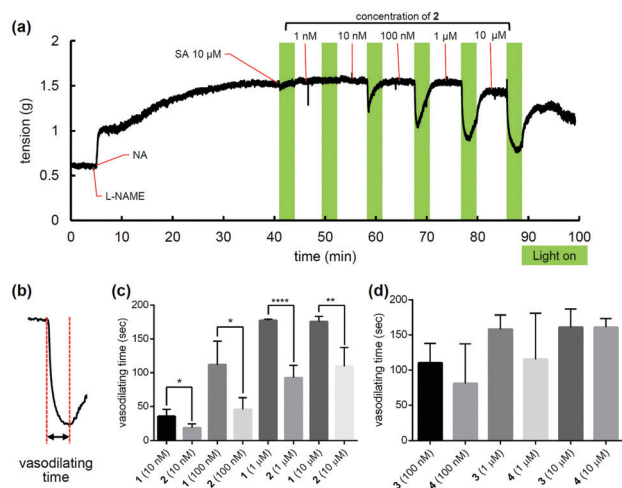 (a)
concentration of 2
SA 10 µM
1 nM
10 nM
100 nM
1 µM
10 µM
2.0
1.5
1.0
0.5
0
tension (g)
NA
L-NAME
0
10
20
30
40
50
60
70
80
90
100
time (min)
Light on
(b)
vasodilating
time
(c)
vasodilating time (sec)
200
150
100
50
0
*
*
****
**
1 (10 nM)
2 (10 nM)
1 (100 nM)
2 (100 nM)
1 (1 µM)
2 (1 µM)
1 (10 µM)
2 (10 µM)
(d)
vasodilating time (sec)
200
150
100
50
0
3 (100 nM)
4 (100 nM)
3 (1 µM)
4 (1 µM)
3 (10 µM)
4 (10 µM)